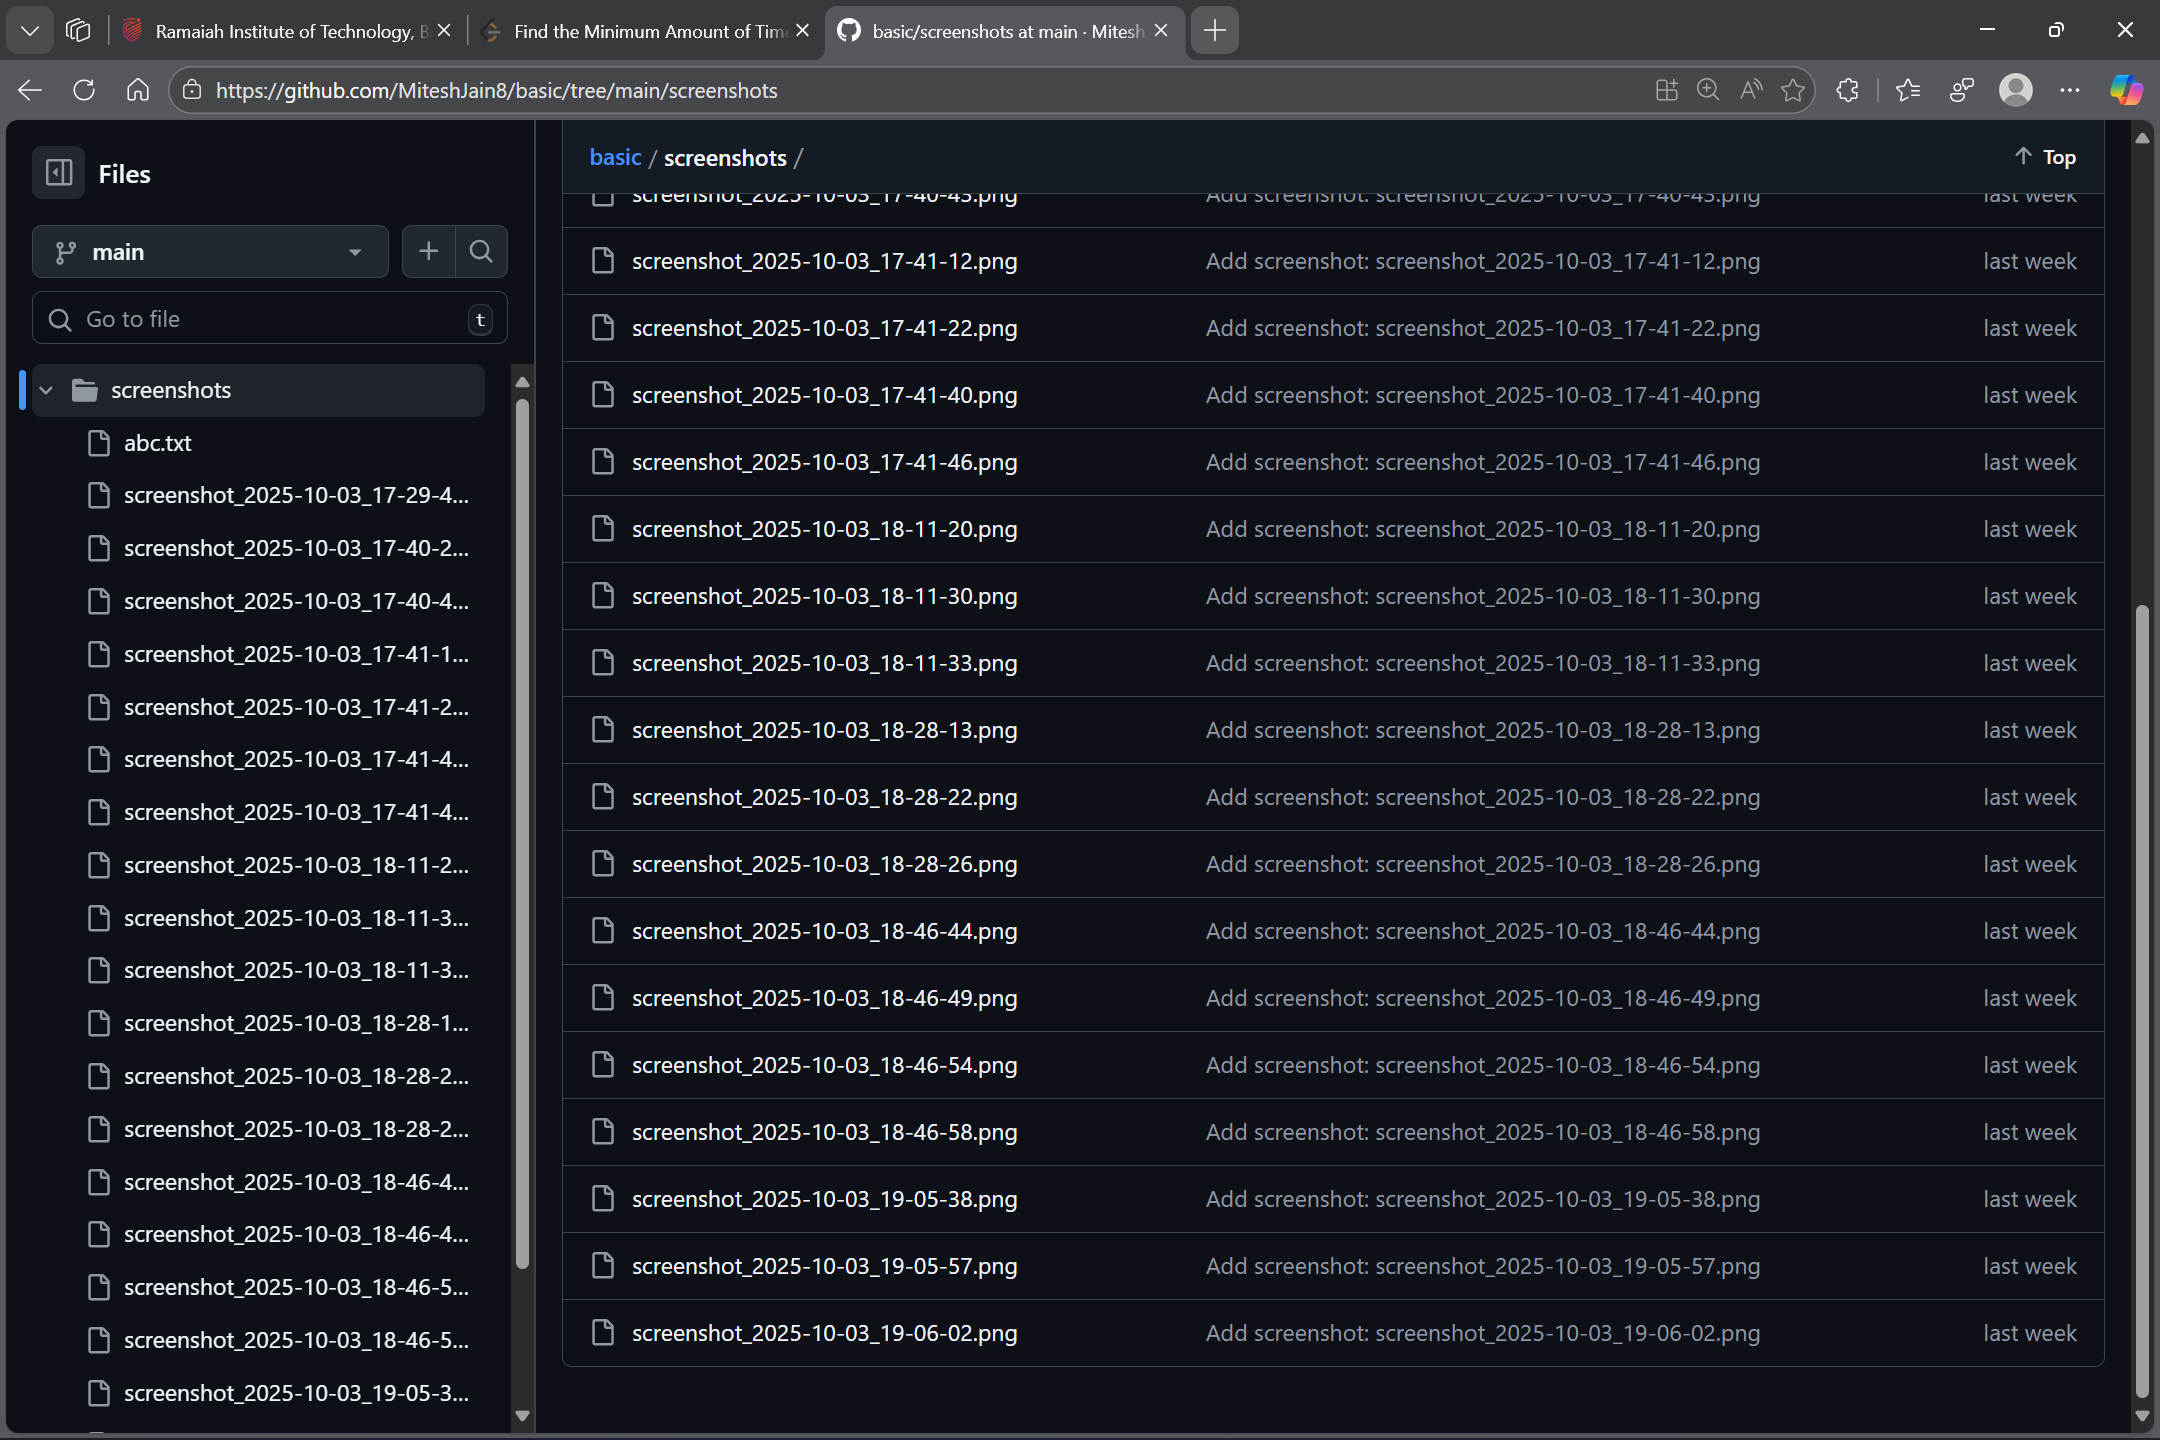 Ramaiah Institute of Technology, B
Find the Minimum Amount of Time
basic/screenshots at main · Mitesh
https://github.com/MiteshJain8/basic/tree/main/screenshots
Files
main
Go to file
t
screenshots
abc.txt
screenshot_2025-10-03_17-29-4...
screenshot_2025-10-03_17-40-2...
screenshot_2025-10-03_17-40-4...
screenshot_2025-10-03_17-41-1...
screenshot_2025-10-03_17-41-2...
screenshot_2025-10-03_17-41-4...
screenshot_2025-10-03_17-41-4...
screenshot_2025-10-03_18-11-2...
screenshot_2025-10-03_18-11-3...
screenshot_2025-10-03_18-11-3...
screenshot_2025-10-03_18-28-1...
screenshot_2025-10-03_18-28-2...
screenshot_2025-10-03_18-28-2...
screenshot_2025-10-03_18-46-4...
screenshot_2025-10-03_18-46-4...
screenshot_2025-10-03_18-46-5...
screenshot_2025-10-03_18-46-5...
screenshot_2025-10-03_19-05-3...
basic / screenshots / Top
screenshot_2025-10-03_17-40-45.png Add screenshot: screenshot_2025-10-03_17-40-45.png last week
screenshot_2025-10-03_17-41-12.png Add screenshot: screenshot_2025-10-03_17-41-12.png last week
screenshot_2025-10-03_17-41-22.png Add screenshot: screenshot_2025-10-03_17-41-22.png last week
screenshot_2025-10-03_17-41-40.png Add screenshot: screenshot_2025-10-03_17-41-40.png last week
screenshot_2025-10-03_17-41-46.png Add screenshot: screenshot_2025-10-03_17-41-46.png last week
screenshot_2025-10-03_18-11-20.png Add screenshot: screenshot_2025-10-03_18-11-20.png last week
screenshot_2025-10-03_18-11-30.png Add screenshot: screenshot_2025-10-03_18-11-30.png last week
screenshot_2025-10-03_18-11-33.png Add screenshot: screenshot_2025-10-03_18-11-33.png last week
screenshot_2025-10-03_18-28-13.png Add screenshot: screenshot_2025-10-03_18-28-13.png last week
screenshot_2025-10-03_18-28-22.png Add screenshot: screenshot_2025-10-03_18-28-22.png last week
screenshot_2025-10-03_18-28-26.png Add screenshot: screenshot_2025-10-03_18-28-26.png last week
screenshot_2025-10-03_18-46-44.png Add screenshot: screenshot_2025-10-03_18-46-44.png last week
screenshot_2025-10-03_18-46-49.png Add screenshot: screenshot_2025-10-03_18-46-49.png last week
screenshot_2025-10-03_18-46-54.png Add screenshot: screenshot_2025-10-03_18-46-54.png last week
screenshot_2025-10-03_18-46-58.png Add screenshot: screenshot_2025-10-03_18-46-58.png last week
screenshot_2025-10-03_19-05-38.png Add screenshot: screenshot_2025-10-03_19-05-38.png last week
screenshot_2025-10-03_19-05-57.png Add screenshot: screenshot_2025-10-03_19-05-57.png last week
screenshot_2025-10-03_19-06-02.png Add screenshot: screenshot_2025-10-03_19-06-02.png last week